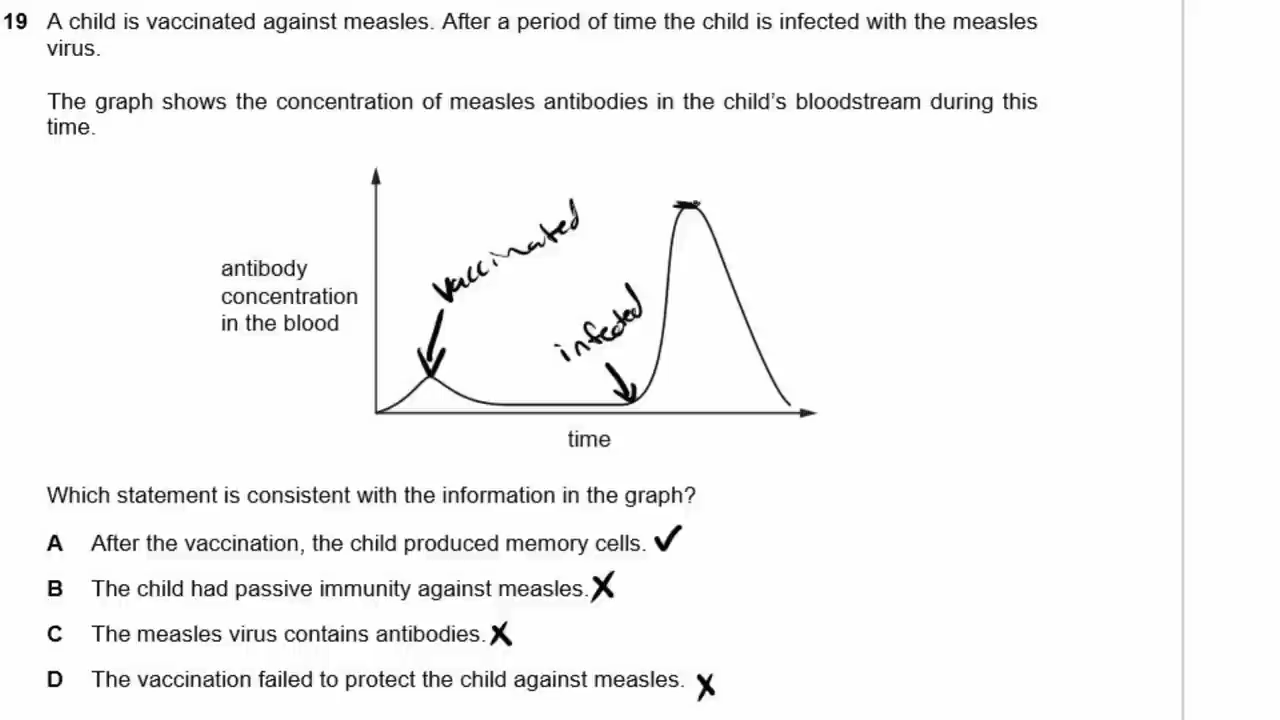 19 A child is vaccinated against measles. After a period of time the child is infected with the measles
virus.
The graph shows the concentration of measles antibodies in the child's bloodstream during this
time.
vaccinated
antibody
concentration
in the blood
infected
time
Which statement is consistent with the information in the graph?
A After the vaccination, the child produced memory cells. ✓
B The child had passive immunity against measles. X
C The measles virus contains antibodies. X
D The vaccination failed to protect the child against measles. X